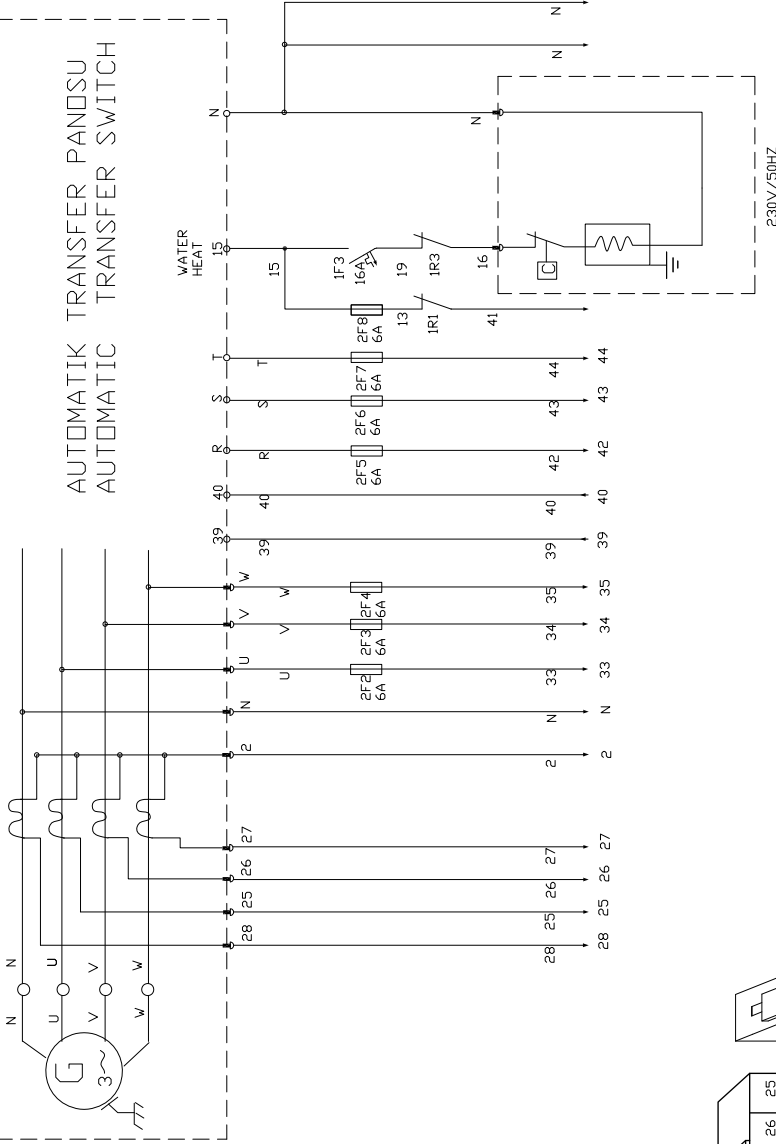 AUTOMATIK TRANSFER PANOSU
AUTOMATIC TRANSFER SWITCH
N
N
N
N
WATER
HEAT
15
15
1F3
16A
19
1R3
16
C
230V/50HZ
2F8
6A
13
1R1
41
T
T
2F7
6A
44
44
S
S
2F6
6A
43
43
R
R
2F5
6A
42
42
40
40
40
40
39
39
39
39
W
W
2F4
6A
35
35
V
V
2F3
6A
34
34
U
U
2F2
6A
33
33
N
N
N
2
2
2
27
27
27
26
26
26
25
25
25
28
28
28
N
N
U
U
V
V
W
W
G
3~
25
26